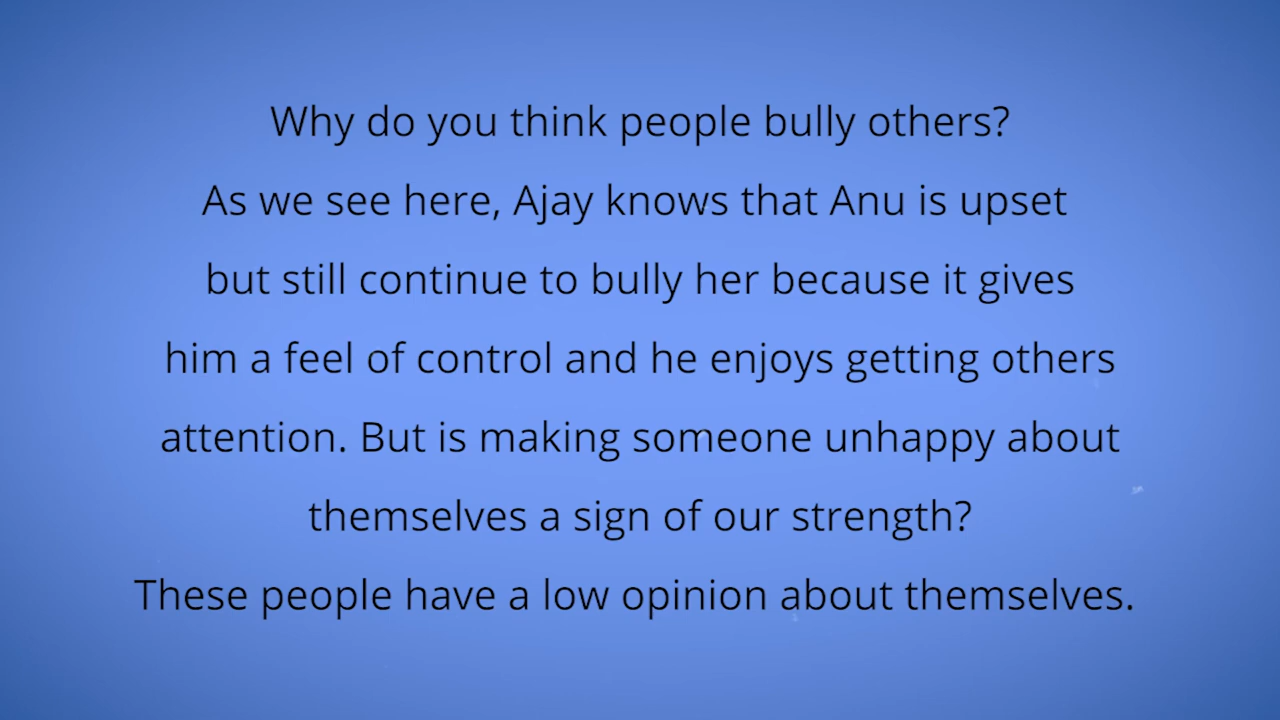 Why do you think people bully others?
As we see here, Ajay knows that Anu is upset
but still continue to bully her because it gives
him a feel of control and he enjoys getting others
attention. But is making someone unhappy about
themselves a sign of our strength?
These people have a low opinion about themselves.